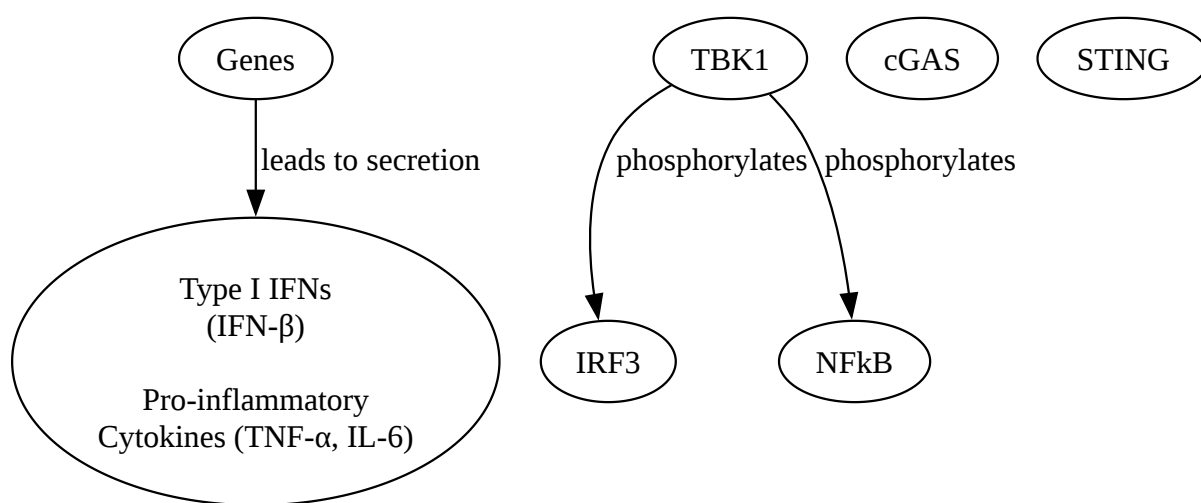 Genes
TBK1
cGAS
STING
leads to secretion
phosphorylates
phosphorylates
Type I IFNs
(IFN-β)
Pro-inflammatory
Cytokines (TNF-α, IL-6)
IRF3
NFkB